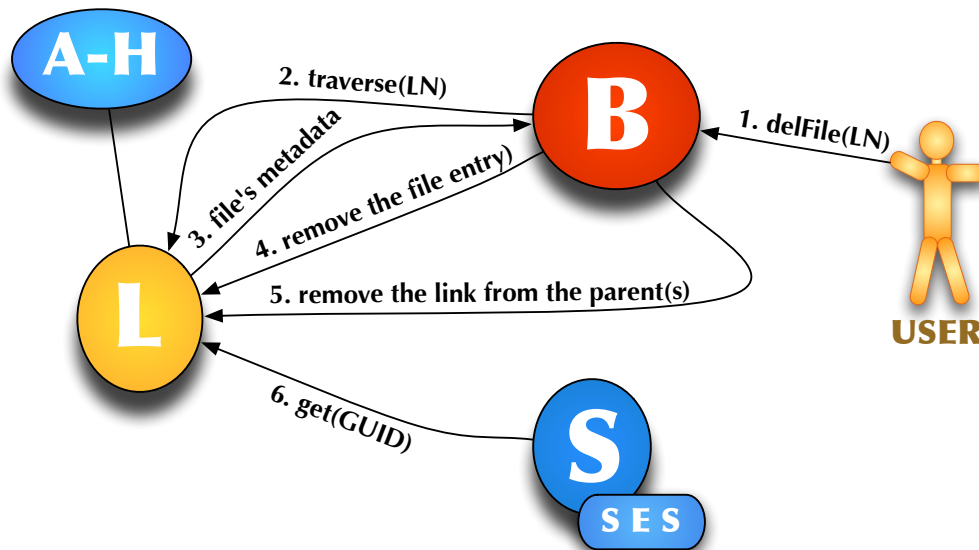 A-H
B
2. traverse(LN)
1. delFile(LN)
3. file's metadata
4. remove the file entry)
L
5. remove the link from the parent(s)
USER
6. get(GUID)
S
S E S